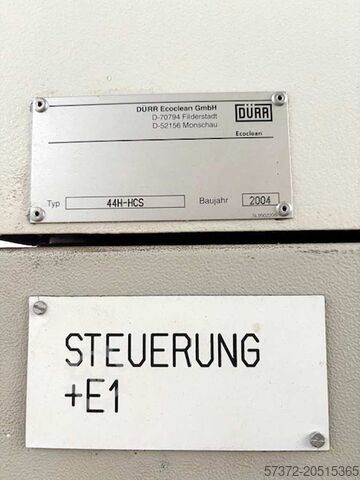 DÜRR Ecoclean GmbH
D-70794 Filderstadt
D-52156 Monschau
DÜRR
Ecoclean
Typ 44H-HCS Baujahr 2004
STEUERUNG
+E1
57372-20515365